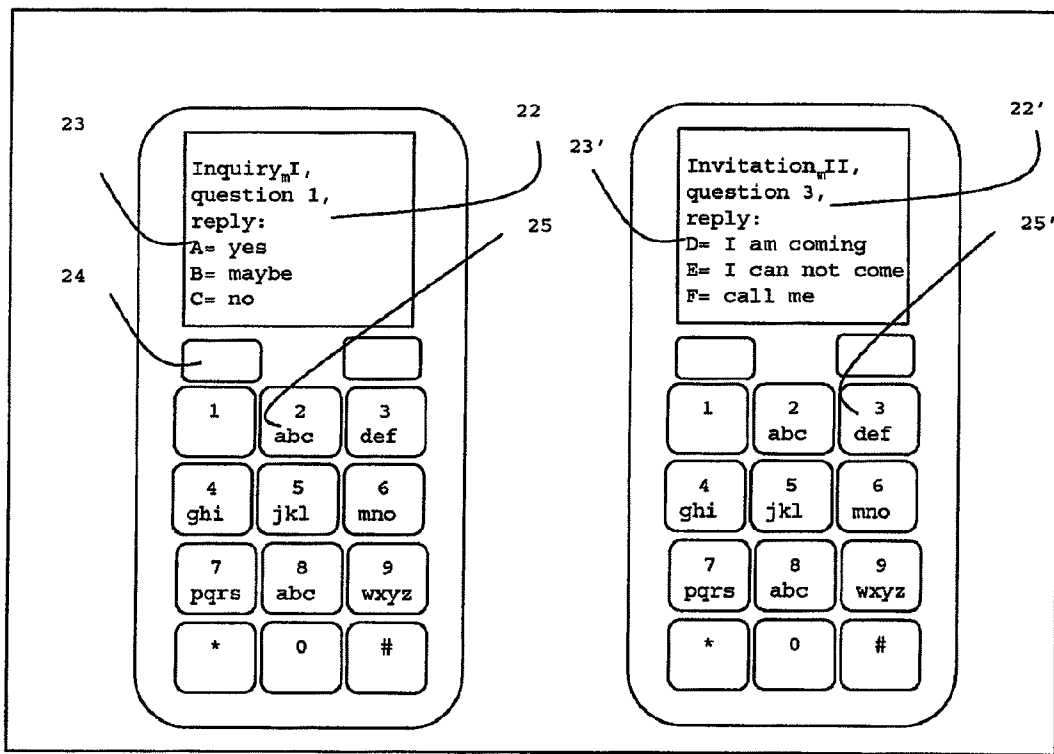 23
22
Inquiry_mI,
question 1,
reply:
A= yes
B= maybe
C= no
25
24
1
2
abc
3
def
4
ghi
5
jkl
6
mno
7
pqrs
8
abc
9
wxyz
*
0
#
23'
22'
Invitation_mII,
question 3,
reply:
D= I am coming
E= I can not come
F= call me
25'
1
2
abc
3
def
4
ghi
5
jkl
6
mno
7
pqrs
8
abc
9
wxyz
*
0
#